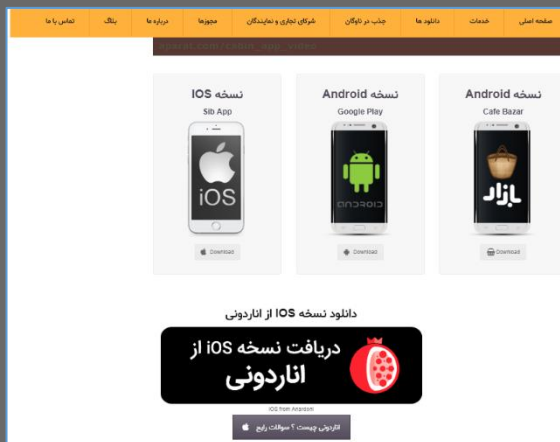 صفحه اصلی خدمات دانلود ها جذب در ناوگان شرکای تجاری و نمایندگان مجوزها درباره ما بلاگ تماس با ما
نسخه Android
Cafe Bazar
بازار
Download
نسخه Android
Google Play
ANDROID
Download
نسخه IOS
Sib App
iOS
Download
دانلود نسخه IOS از اناردونی
دریافت نسخه iOS از
اناردونی
IOS from Anardoni
اناردونی چیست ؟ سوالات رایج